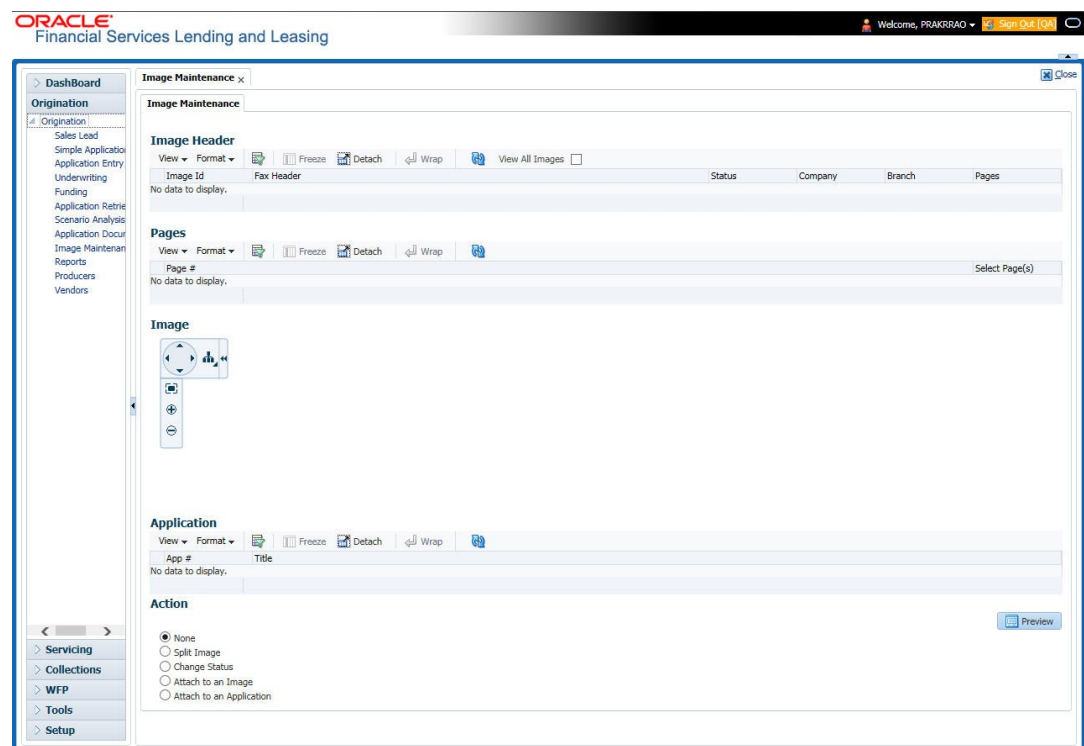 ORACLE
Financial Services Lending and Leasing
Welcome, PRAKRRAO
Sign Out [QA]
DashBoard
Origination
Origination
Sales Lead
Simple Applicatio
Application Entry
Underwriting
Funding
Application Retrie
Scenario Analysis
Application Docur
Image Maintenan
Reports
Producers
Vendors
Servicing
Collections
WFP
Tools
Setup
Image Maintenance x
Close
Image Maintenance
Image Header
View Format Freeze Detach Wrap View All Images
Image Id Fax Header Status Company Branch Pages
No data to display.
Pages
View Format Freeze Detach Wrap
Page # Select Page(s)
No data to display.
Image
Application
View Format Freeze Detach Wrap
App # Title
No data to display.
Action
Preview
None
Split Image
Change Status
Attach to an Image
Attach to an Application